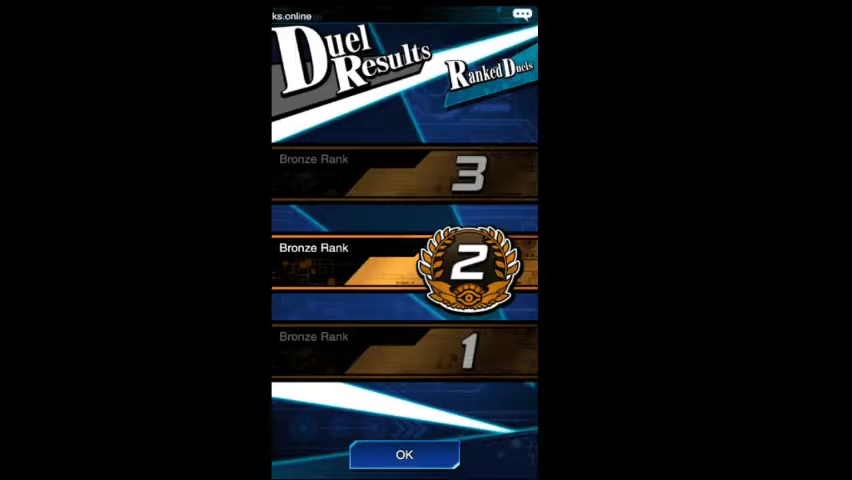 ks.online
Duel
Results
Ranked Duels
Bronze Rank
3
Bronze Rank
2
Bronze Rank
1
OK